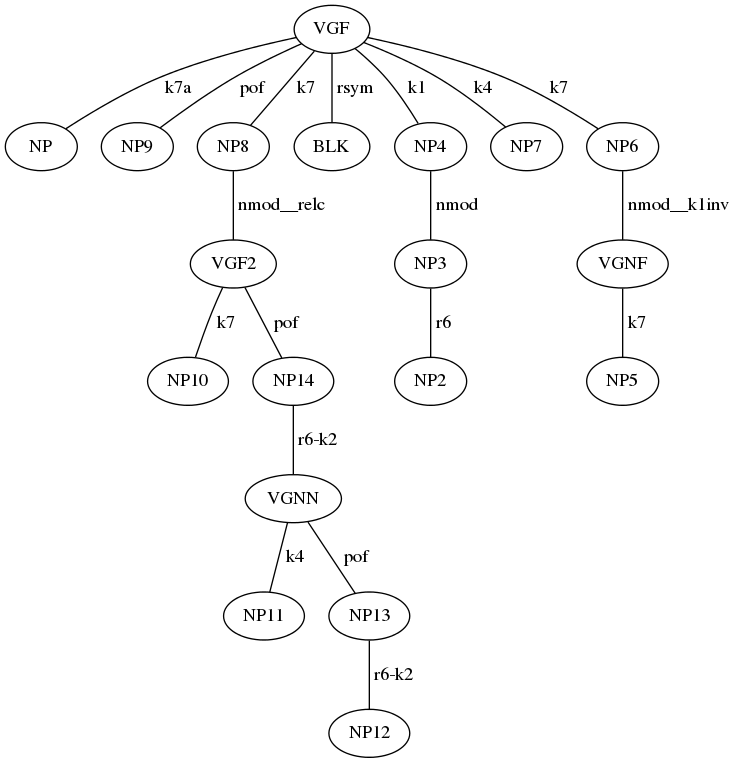 VGF
k7a pof k7 rsym k1 k4 k7
NP NP9 NP8 BLK NP4 NP7 NP6
nmod__relc nmod nmod__k1inv
VGF2 NP3 VGNF
k7 pof r6 k7
NP10 NP14 NP2 NP5
r6-k2
VGNN
k4 pof
NP11 NP13
r6-k2
NP12